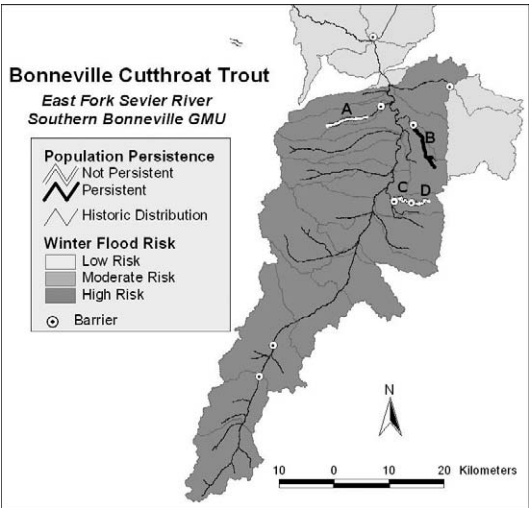 Bonneville Cutthroat Trout
East Fork Sevier River
Southern Bonneville GMU
Population Persistence
Not Persistent
Persistent
Historic Distribution
Winter Flood Risk
Low Risk
Moderate Risk
High Risk
Barrier
A
B
C D
N
10 0 10 20 Kilometers